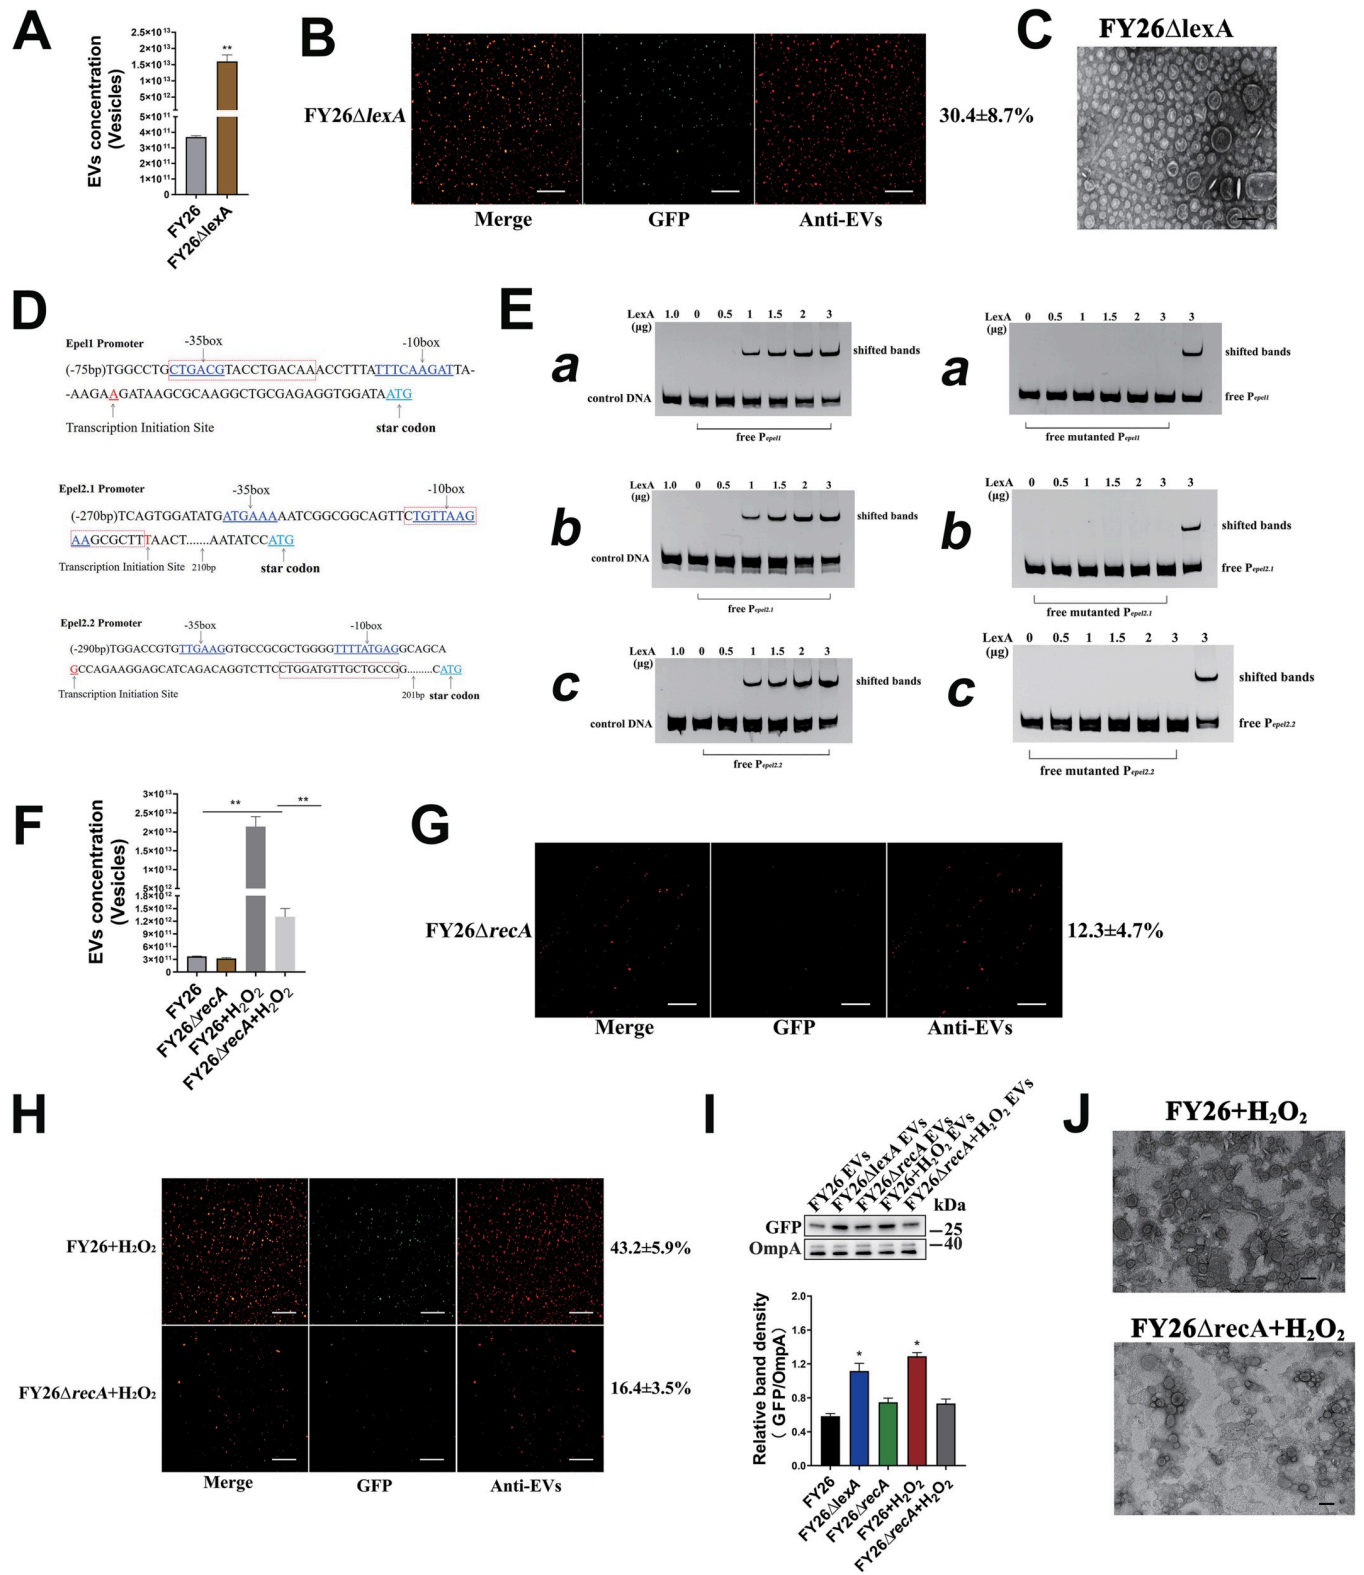 A
EVs concentration
(Vesicles)
2.5×10¹³
2×10¹³
1.5×10¹³
1×10¹³
5×10¹²
5×10¹¹
4×10¹¹
3×10¹¹
2×10¹¹
1×10¹¹
0
**
FY26
FY26ΔlexA
B
FY26ΔlexA
30.4±8.7%
Merge GFP Anti-EVs
C
FY26ΔlexA
D
Epel1 Promoter
-35box -10box
(-75bp)TGGCCTGCTGACGTACCTGACAAACCTTTATTTCAAGATTA-
-AAGAAGATAAGCGCAAGGCTGCGAGAGGTGGATAATG
Transcription Initiation Site star codon
Epel2.1 Promoter
-35box -10box
(-270bp)TCAGTGGATATGATGAAAAATCGGCGGCAGTTCTGTTAAG
AAGCGCTTTAACT.......AATATCCATG
Transcription Initiation Site 210bp star codon
Epel2.2 Promoter
-35box -10box
(-290bp)TGGACCGTGTTGAAGGTGCCGCGCTGGGGTTTTATGAGGCAGCA
GCCAGAAGGAGCATCAGACAGGTCTTCCTGGATGTTGCTGCCGG.........CATG
Transcription Initiation Site 201bp star codon
E
LexA 1.0 0 0.5 1 1.5 2 3
(μg)
a
shifted bands
control DNA
free Pepel1
LexA 0 0.5 1 1.5 2 3 3
(μg)
a
shifted bands
free Pepel1
free mutanted Pepel1
LexA 1.0 0 0.5 1 1.5 2 3
(μg)
b
shifted bands
control DNA
free Pepel2.1
LexA 0 0.5 1 1.5 2 3 3
(μg)
b
shifted bands
free Pepel2.1
free mutanted Pepel2.1
LexA 1.0 0 0.5 1 1.5 2 3
(μg)
c
shifted bands
control DNA
free Pepel2.2
LexA 0 0.5 1 1.5 2 3 3
(μg)
c
shifted bands
free Pepel2.2
free mutanted Pepel2.2
F
EVs concentration
(Vesicles)
3×10¹³
2.5×10¹³
2×10¹³
1.5×10¹³
1×10¹³
5×10¹²
1.8×10¹²
1.5×10¹²
1.2×10¹²
9×10¹¹
6×10¹¹
3×10¹¹
0
** **
FY26
FY26ΔrecA
FY26+H₂O₂
FY26ΔrecA+H₂O₂
G
FY26ΔrecA
12.3±4.7%
Merge GFP Anti-EVs
H
FY26+H₂O₂
43.2±5.9%
FY26ΔrecA+H₂O₂
16.4±3.5%
Merge GFP Anti-EVs
I
FY26 EVs
FY26ΔlexA EVs
FY26ΔrecA EVs
FY26+H₂O₂ EVs
FY26ΔrecA+H₂O₂ EVs
kDa
GFP 25
OmpA 40
Relative band density
( GFP/OmpA)
2.0
1.6
1.2
0.8
0.4
0.0
* *
FY26
FY26ΔlexA
FY26ΔrecA
FY26+H₂O₂
FY26ΔrecA+H₂O₂
J
FY26+H₂O₂
FY26ΔrecA+H₂O₂